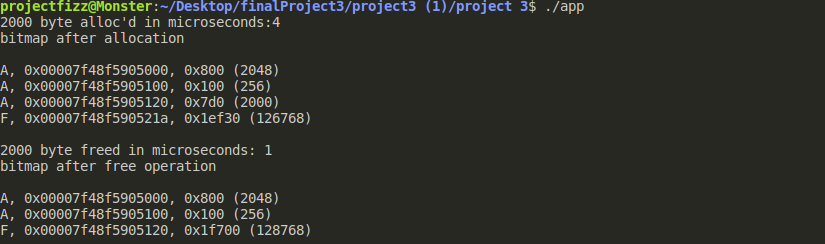 projectfizz@Monster:~/Desktop/finalProject3/project3 (1)/project 3$ ./app
2000 byte alloc'd in microseconds:4
bitmap after allocation
A, 0x00007f48f5905000, 0x800 (2048)
A, 0x00007f48f5905100, 0x100 (256)
A, 0x00007f48f5905120, 0x7d0 (2000)
F, 0x00007f48f590521a, 0x1ef30 (126768)
2000 byte freed in microseconds: 1
bitmap after free operation
A, 0x00007f48f5905000, 0x800 (2048)
A, 0x00007f48f5905100, 0x100 (256)
F, 0x00007f48f5905120, 0x1f700 (128768)